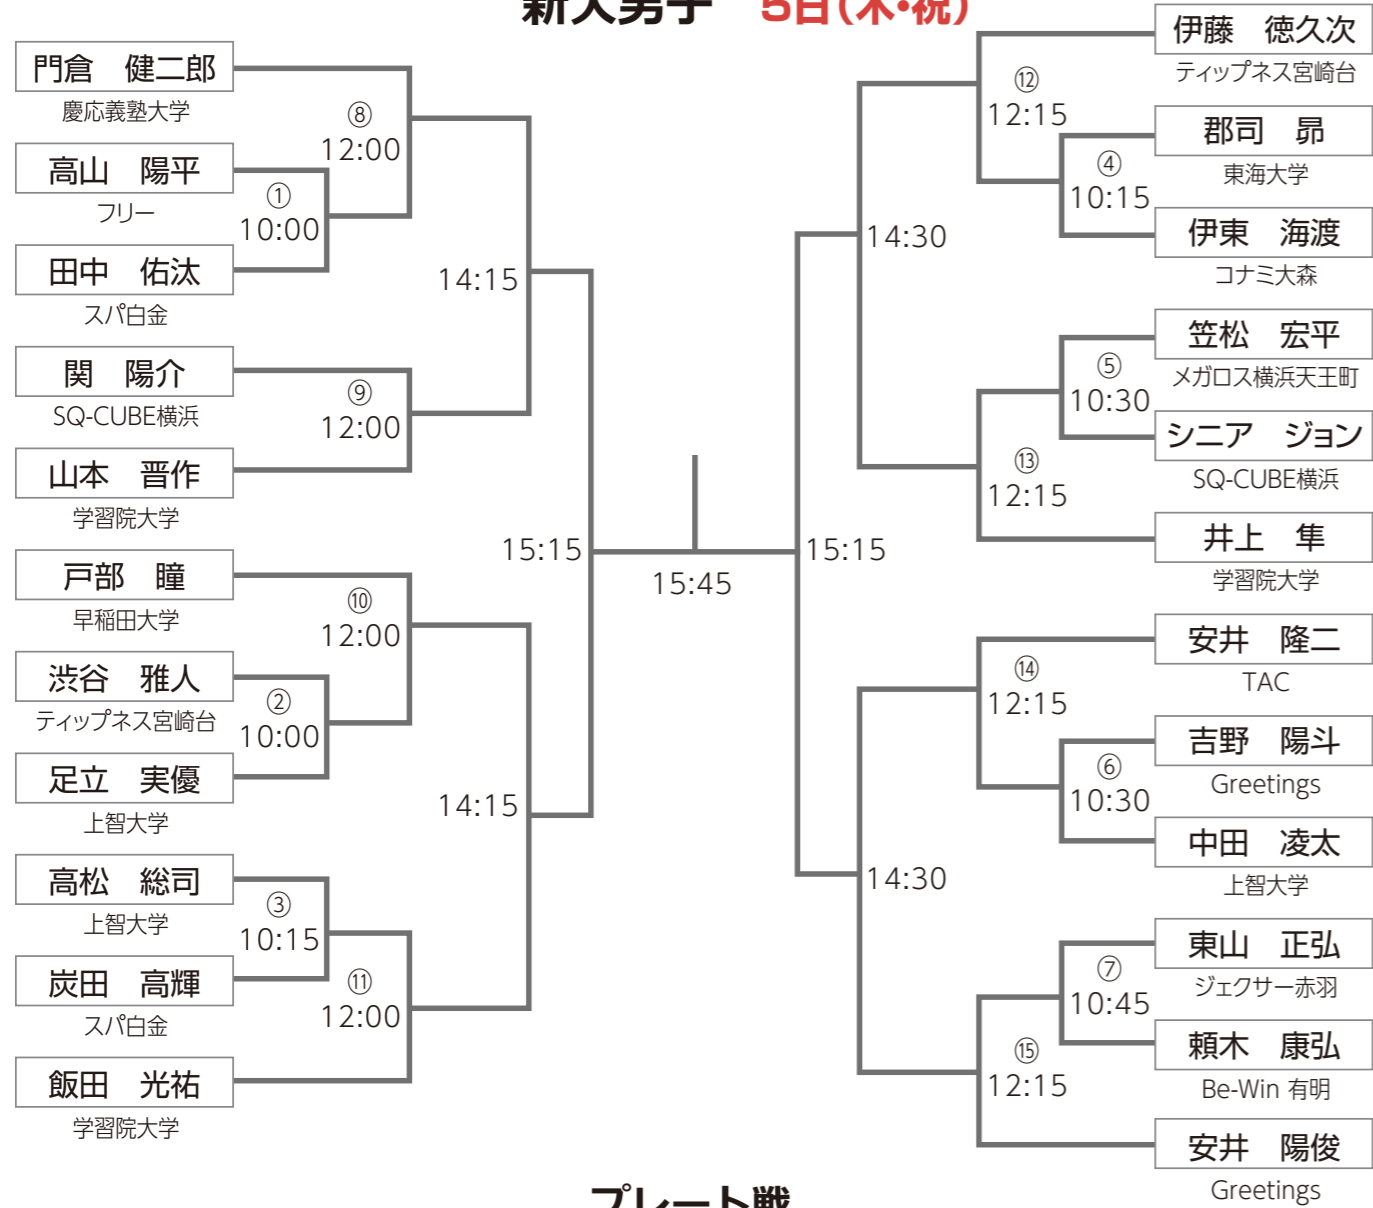 新人男子 5日(木・祝)
門倉 健二郎
慶応義塾大学
⑧
12:00
高山 陽平
フリー
①
10:00
田中 佑汰
スパ白金
14:15
関 陽介
SQ-CUBE横浜
⑨
12:00
山本 晋作
学習院大学
15:15
戸部 瞳
早稲田大学
⑩
12:00
渋谷 雅人
ティップネス宮崎台
②
10:00
足立 実優
上智大学
14:15
高松 総司
上智大学
③
10:15
炭田 高輝
スパ白金
⑪
12:00
飯田 光祐
学習院大学
15:45
伊藤 徳久次
ティップネス宮崎台
⑫
12:15
郡司 昴
東海大学
④
10:15
伊東 海渡
コナミ大森
14:30
笠松 宏平
メガロス横浜天王町
⑤
10:30
シニア ジョン
SQ-CUBE横浜
⑬
12:15
井上 隼
学習院大学
15:15
安井 隆二
TAC
⑭
12:15
吉野 陽斗
Greetings
⑥
10:30
中田 凌太
上智大学
14:30
東山 正弘
ジェクサー赤羽
⑦
10:45
頼木 康弘
Be-Win 有明
⑮
12:15
安井 陽俊
Greetings
プレート戦